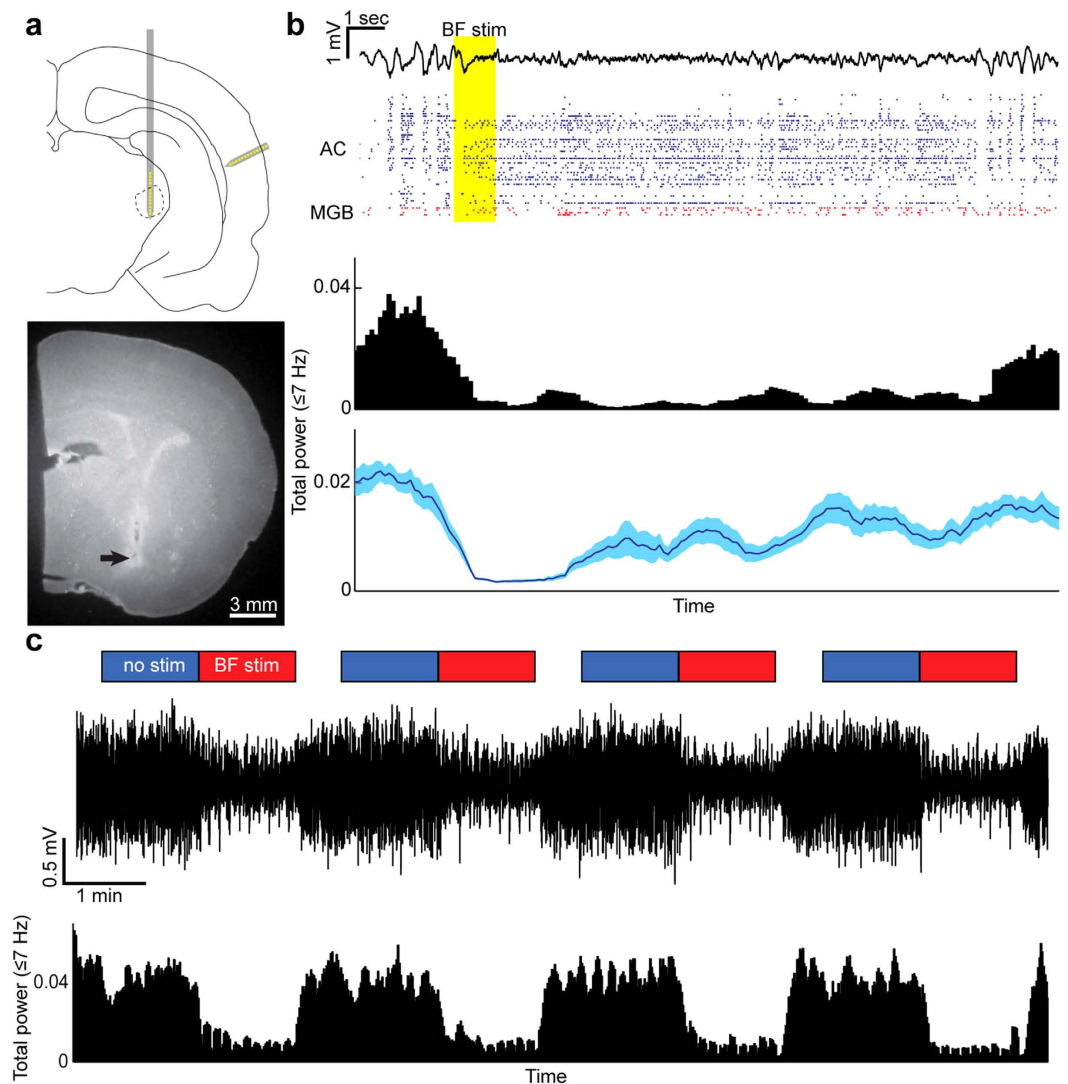 a
3 mm
b
1 sec
1 mV
BF stim
AC
MGB
Total power (≤7 Hz)
0.04
0
0.02
0
Time
c
no stim
BF stim
0.5 mV
1 min
Total power (≤7 Hz)
0.04
0
Time